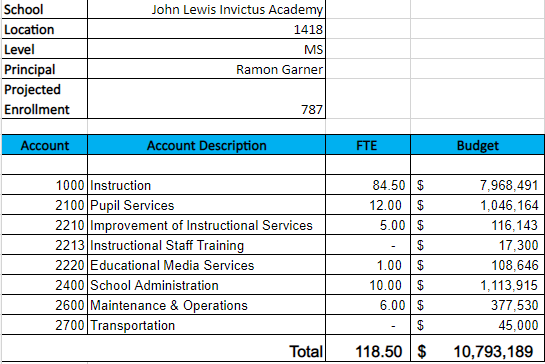 School John Lewis Invictus Academy
Location 1418
Level MS
Principal Ramon Garner
Projected
Enrollment 787
Account Account Description FTE Budget
1000 Instruction 84.50 $ 7,968,491
2100 Pupil Services 12.00 $ 1,046,164
2210 Improvement of Instructional Services 5.00 $ 116,143
2213 Instructional Staff Training - $ 17,300
2220 Educational Media Services 1.00 $ 108,646
2400 School Administration 10.00 $ 1,113,915
2600 Maintenance & Operations 6.00 $ 377,530
2700 Transportation - $ 45,000
Total 118.50 $ 10,793,189